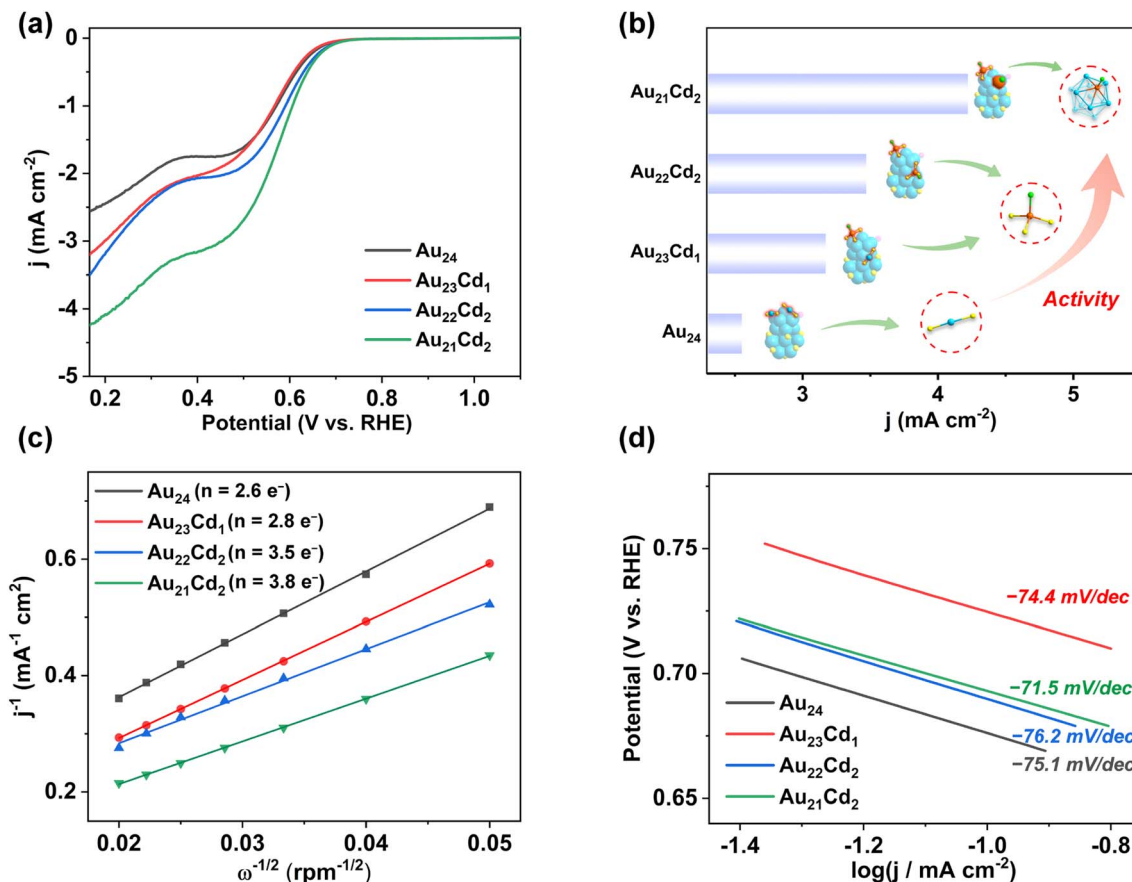 (a)
0
-1
-2
-3
-4
-5
j (mA cm⁻²)
Au₂₄
Au₂₃Cd₁
Au₂₂Cd₂
Au₂₁Cd₂
0.2 0.4 0.6 0.8 1.0
Potential (V vs. RHE)
(b)
Au₂₁Cd₂
Au₂₂Cd₂
Au₂₃Cd₁
Au₂₄
Activity
3 4 5
j (mA cm⁻²)
(c)
Au₂₄ (n = 2.6 e⁻)
Au₂₃Cd₁ (n = 2.8 e⁻)
Au₂₂Cd₂ (n = 3.5 e⁻)
Au₂₁Cd₂ (n = 3.8 e⁻)
0.6
0.4
0.2
j⁻¹ (mA⁻¹ cm²)
0.02 0.03 0.04 0.05
ω⁻¹/² (rpm⁻¹/²)
(d)
0.75
0.70
0.65
Potential (V vs. RHE)
−74.4 mV/dec
−71.5 mV/dec
−76.2 mV/dec
−75.1 mV/dec
Au₂₄
Au₂₃Cd₁
Au₂₂Cd₂
Au₂₁Cd₂
-1.4 -1.2 -1.0 -0.8
log(j / mA cm⁻²)